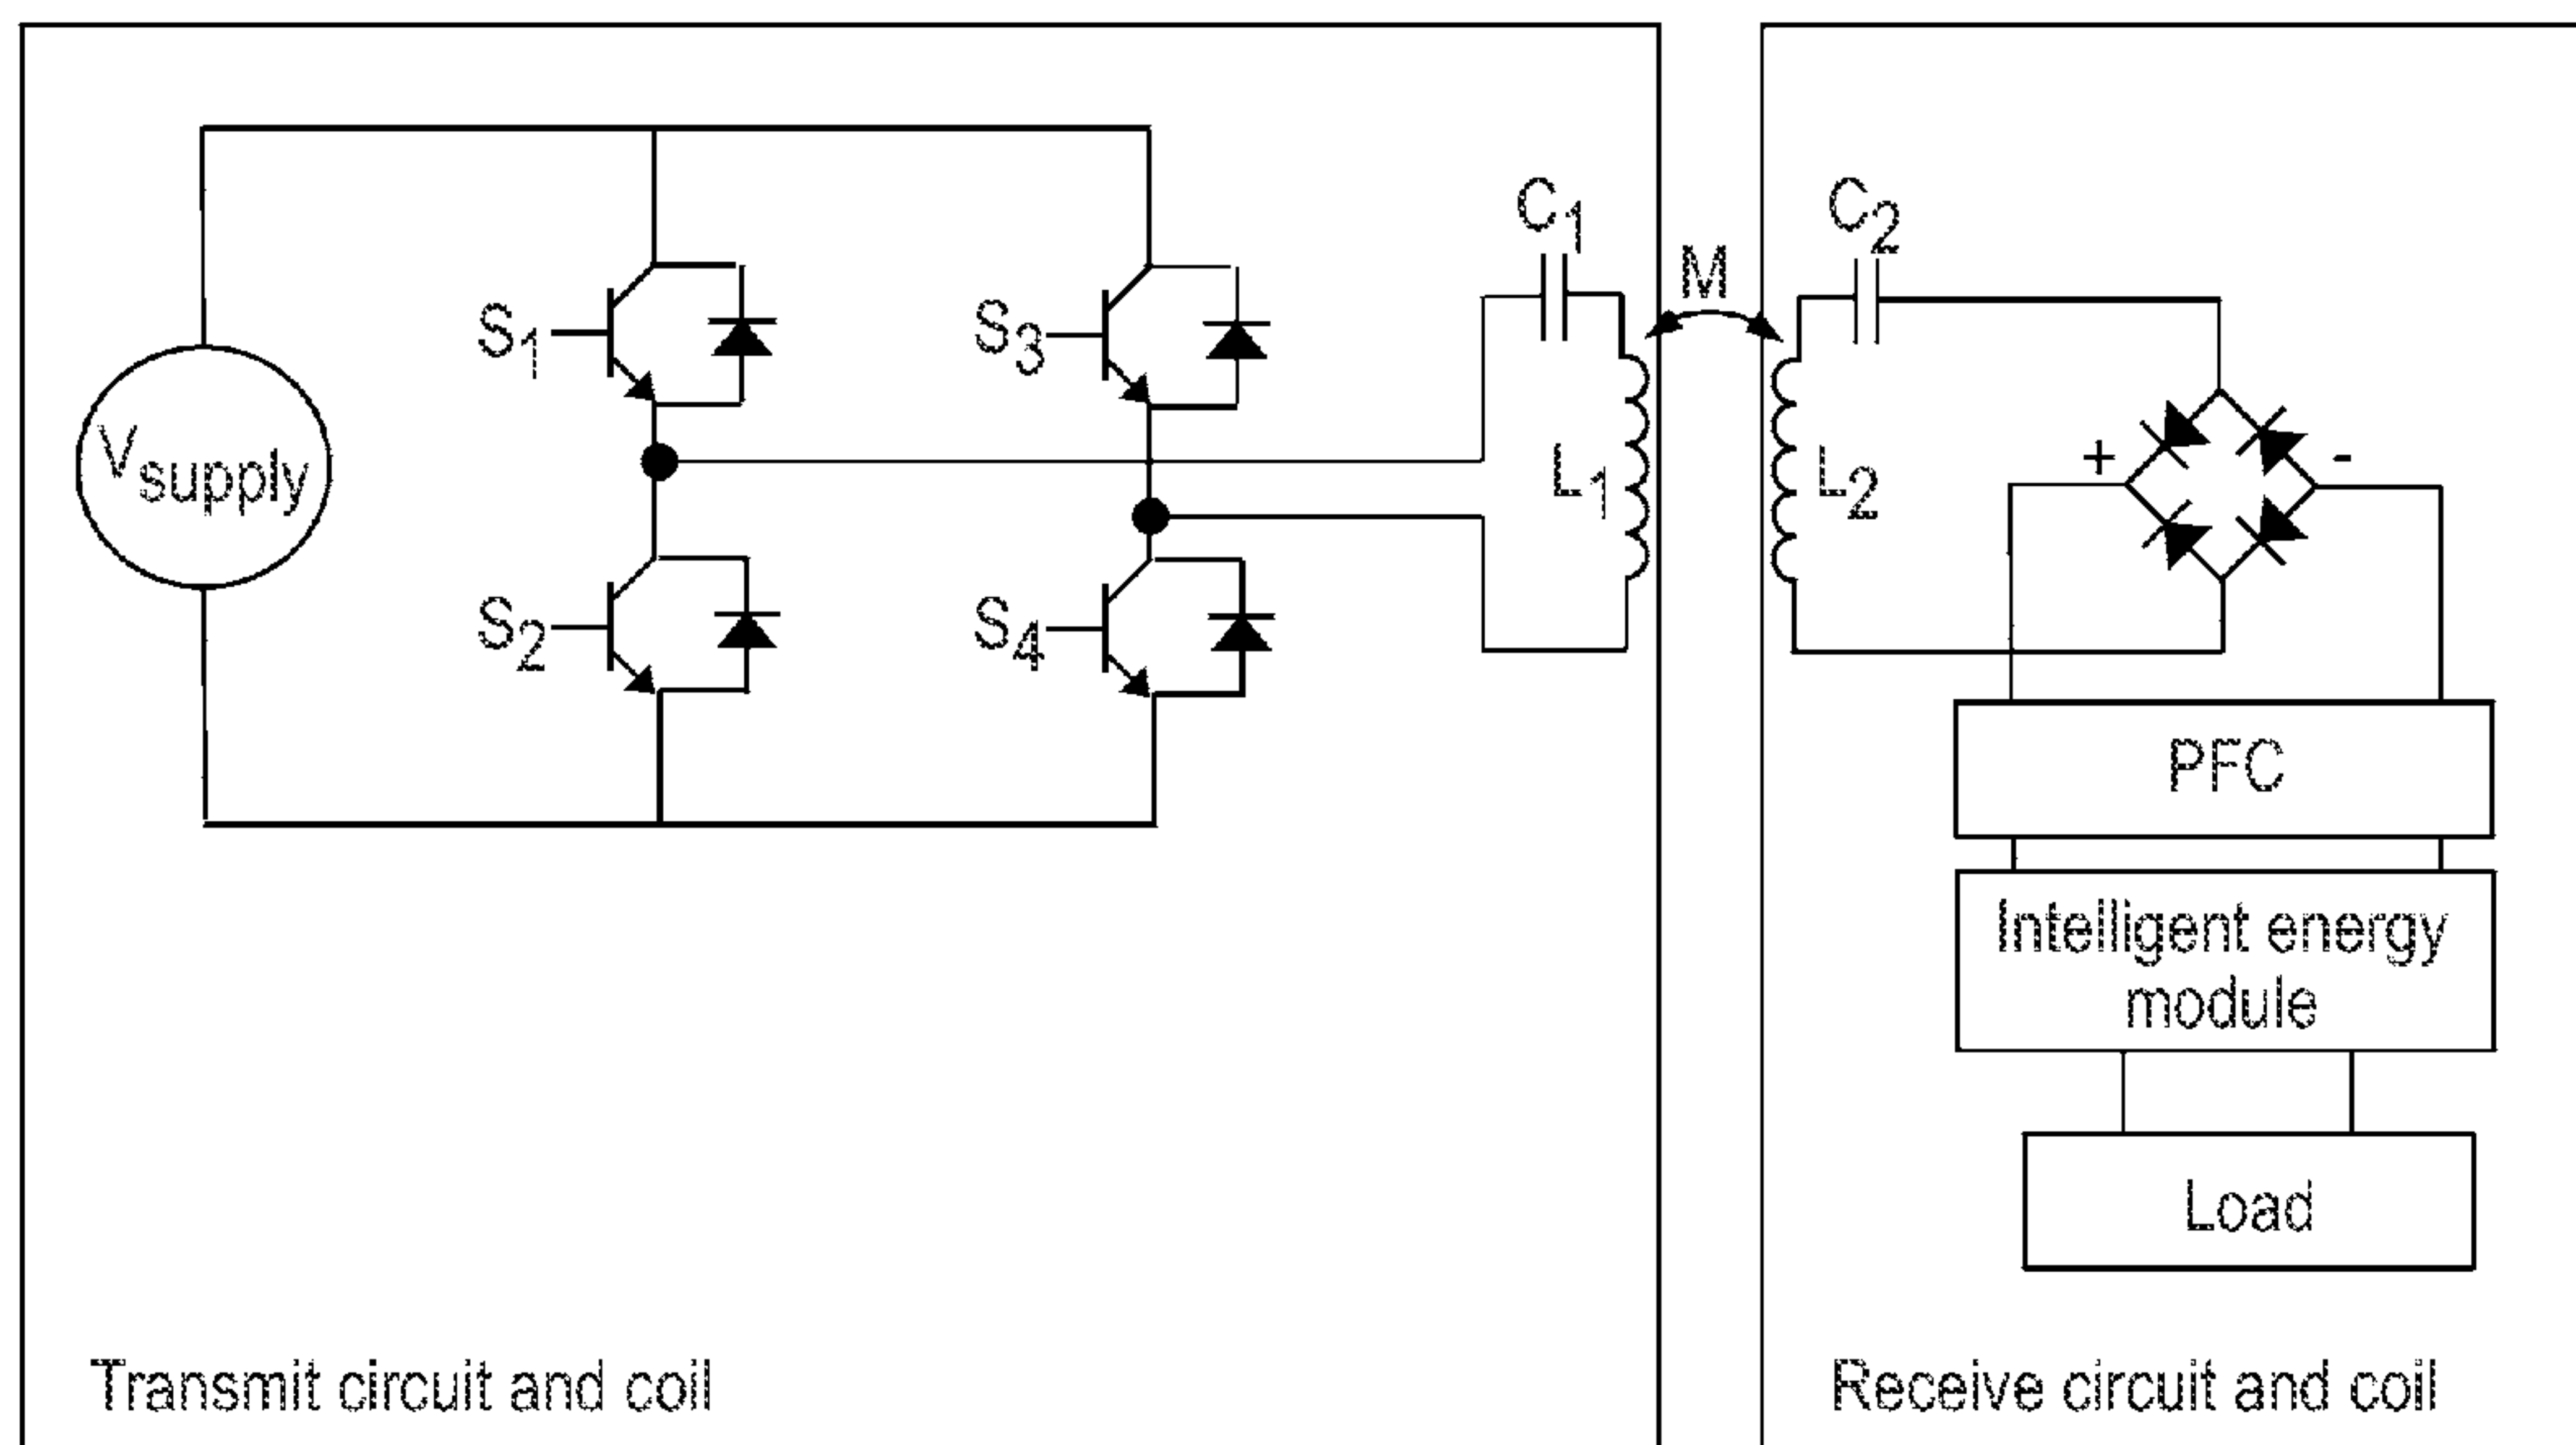 Vsupply
S1
S2
S3
S4
C1
L1
M
C2
L2
+
-
PFC
Intelligent energy
module
Load
Transmit circuit and coil
Receive circuit and coil